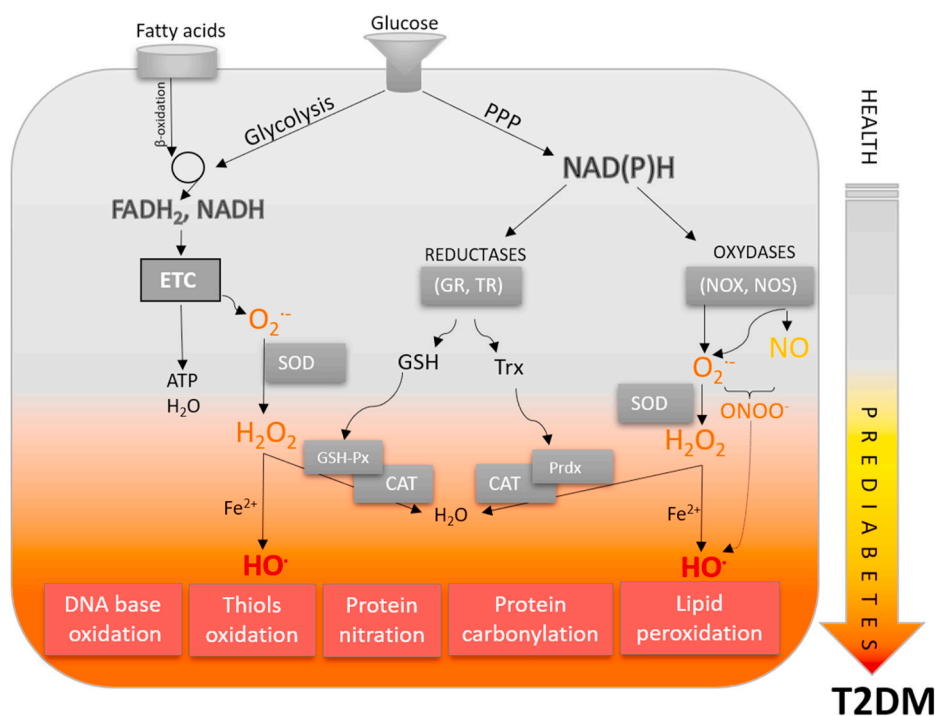 Fatty acids
Glucose
β-oxidation
Glycolysis
PPP
HEALTH
NAD(P)H
FADH₂, NADH
REDUCTASES
(GR, TR)
OXYDASES
(NOX, NOS)
ETC
O₂˙⁻
SOD
GSH
Trx
NO
O₂˙⁻
ATP
H₂O
SOD
ONOO⁻
H₂O₂
H₂O₂
GSH-Px
CAT
CAT
Prdx
H₂O
Fe²⁺
Fe²⁺
HO˙
HO˙
DNA base
oxidation
Thiols
oxidation
Protein
nitration
Protein
carbonylation
Lipid
peroxidation
PREDIABETES
T2DM